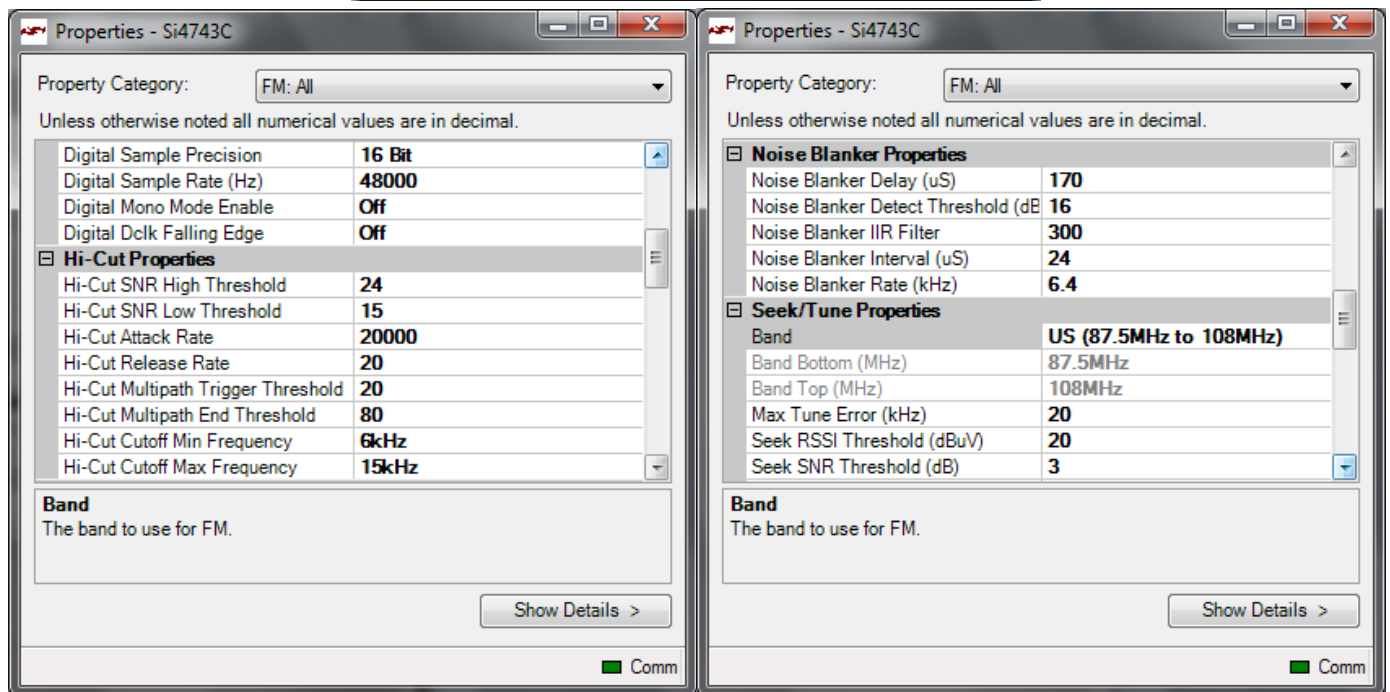 Properties - Si4743C
Property Category: FM: All
Unless otherwise noted all numerical values are in decimal.
Digital Sample Precision 16 Bit
Digital Sample Rate (Hz) 48000
Digital Mono Mode Enable Off
Digital Dclk Falling Edge Off
Hi-Cut Properties
Hi-Cut SNR High Threshold 24
Hi-Cut SNR Low Threshold 15
Hi-Cut Attack Rate 20000
Hi-Cut Release Rate 20
Hi-Cut Multipath Trigger Threshold 20
Hi-Cut Multipath End Threshold 80
Hi-Cut Cutoff Min Frequency 6kHz
Hi-Cut Cutoff Max Frequency 15kHz
Band
The band to use for FM.
Show Details >
Comm
Properties - Si4743C
Property Category: FM: All
Unless otherwise noted all numerical values are in decimal.
Noise Blanker Properties
Noise Blanker Delay (uS) 170
Noise Blanker Detect Threshold (dB 16
Noise Blanker IIR Filter 300
Noise Blanker Interval (uS) 24
Noise Blanker Rate (kHz) 6.4
Seek/Tune Properties
Band US (87.5MHz to 108MHz)
Band Bottom (MHz) 87.5MHz
Band Top (MHz) 108MHz
Max Tune Error (kHz) 20
Seek RSSI Threshold (dBuV) 20
Seek SNR Threshold (dB) 3
Band
The band to use for FM.
Show Details >
Comm